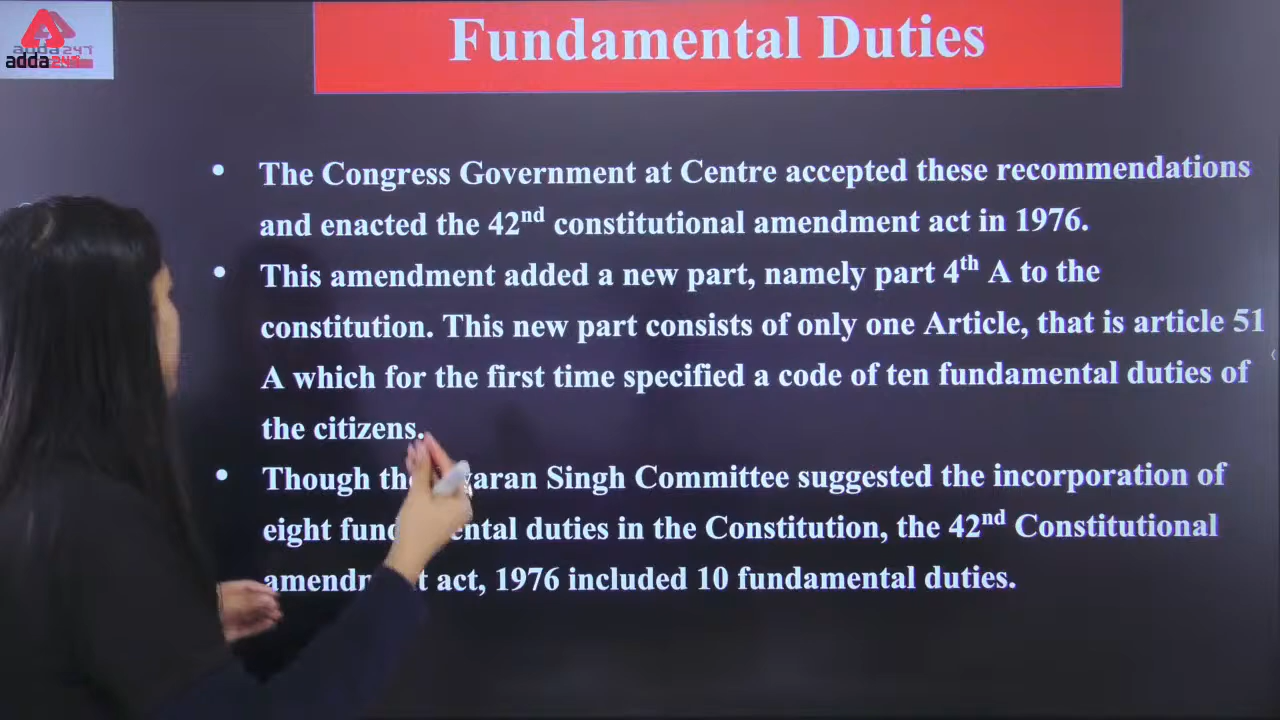 adda247
adda247
Fundamental Duties
• The Congress Government at Centre accepted these recommendations
and enacted the 42nd constitutional amendment act in 1976.
• This amendment added a new part, namely part 4th A to the
constitution. This new part consists of only one Article, that is article 51
A which for the first time specified a code of ten fundamental duties of
the citizens.
• Though Singh Committee suggested the incorporation of
eight duties in the Constitution, the 42nd Constitutional
act, 1976 included 10 fundamental duties.